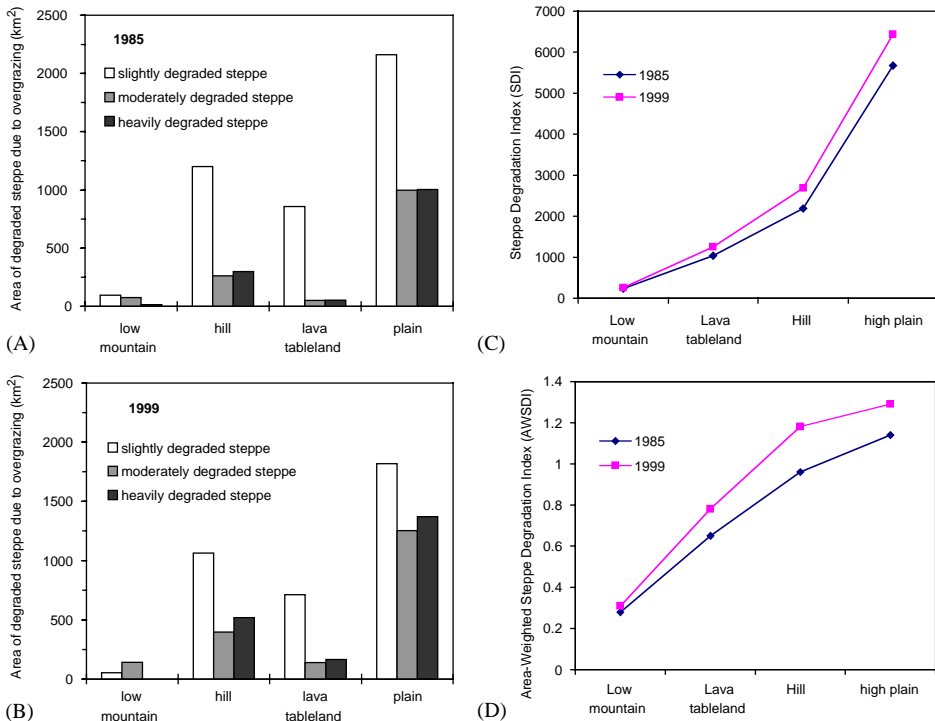 (A)
Area of degraded steppe due to overgrazing (km²)
2500
2000
1500
1000
500
0
1985
slightly degraded steppe
moderately degraded steppe
heavily degraded steppe
low
mountain
hill
lava
tableland
plain
(C)
Steppe Degradation Index (SDI)
7000
6000
5000
4000
3000
2000
1000
0
1985
1999
Low
mountain
Lava
tableland
Hill
high plain
(B)
Area of degraded steppe due to overgrazing (km²)
2500
2000
1500
1000
500
0
1999
slightly degraded steppe
moderately degraded steppe
heavily degraded steppe
low
mountain
hill
lava
tableland
plain
(D)
Area-Weighted Steppe Degradation Index (AWSDI)
1.4
1.2
1
0.8
0.6
0.4
0.2
0
1985
1999
Low
mountain
Lava
tableland
Hill
high plain